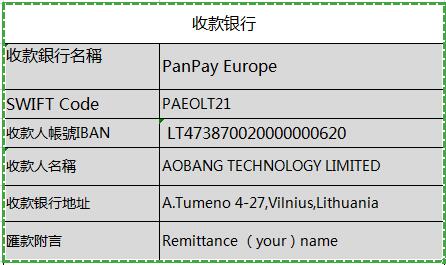 收款银行
收款銀行名稱
PanPay Europe
SWIFT Code
PAEOLT21
收款人帳號IBAN
LT473870020000000620
收款人名稱
AOBANG TECHNOLOGY LIMITED
收款银行地址
A.Tumeno 4-27,Vilnius,Lithuania
匯款附言
Remittance （your）name